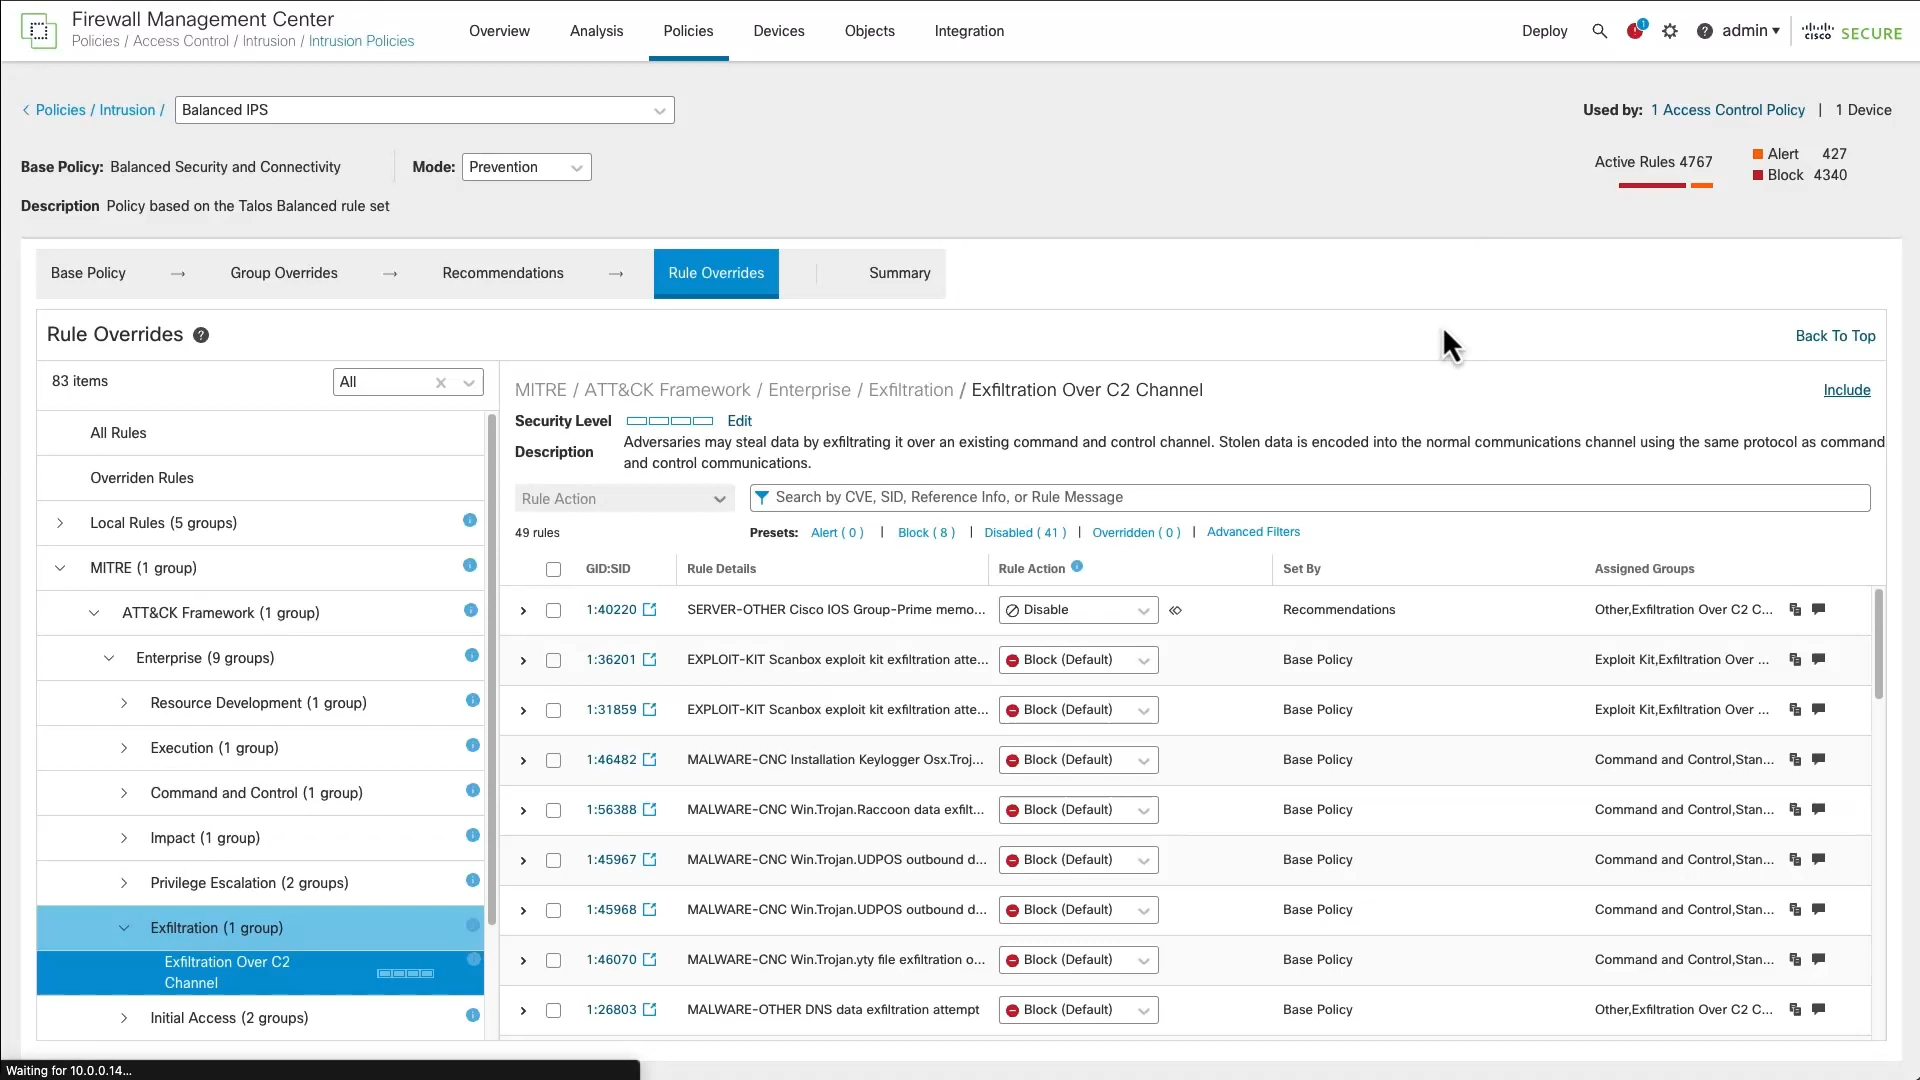 Firewall Management Center
Policies / Access Control / Intrusion / Intrusion Policies
Overview
Analysis
Policies
Devices
Objects
Integration
Deploy
1
admin
cisco SECURE
Policies / Intrusion /
Balanced IPS
Used by: 1 Access Control Policy | 1 Device
Base Policy: Balanced Security and Connectivity
Mode: Prevention
Active Rules 4767
Alert 427
Block 4340
Description Policy based on the Talos Balanced rule set
Base Policy → Group Overrides → Recommendations → Rule Overrides | Summary
Rule Overrides ?
Back To Top
83 items
All
All Rules
Overriden Rules
Local Rules (5 groups)
MITRE (1 group)
ATT&CK Framework (1 group)
Enterprise (9 groups)
Resource Development (1 group)
Execution (1 group)
Command and Control (1 group)
Impact (1 group)
Privilege Escalation (2 groups)
Exfiltration (1 group)
Exfiltration Over C2
Channel
Initial Access (2 groups)
MITRE / ATT&CK Framework / Enterprise / Exfiltration / Exfiltration Over C2 Channel
Include
Security Level Edit
Description Adversaries may steal data by exfiltrating it over an existing command and control channel. Stolen data is encoded into the normal communications channel using the same protocol as command
and control communications.
Rule Action
Search by CVE, SID, Reference Info, or Rule Message
49 rules
Presets: Alert ( 0 ) | Block ( 8 ) | Disabled ( 41 ) | Overridden ( 0 ) | Advanced Filters
GID:SID Rule Details Rule Action Set By Assigned Groups
1:40220 SERVER-OTHER Cisco IOS Group-Prime memo... Disable Recommendations Other,Exfiltration Over C2 C...
1:36201 EXPLOIT-KIT Scanbox exploit kit exfiltration atte... Block (Default) Base Policy Exploit Kit,Exfiltration Over ...
1:31859 EXPLOIT-KIT Scanbox exploit kit exfiltration atte... Block (Default) Base Policy Exploit Kit,Exfiltration Over ...
1:46482 MALWARE-CNC Installation Keylogger Osx.Troj... Block (Default) Base Policy Command and Control,Stan...
1:56388 MALWARE-CNC Win.Trojan.Raccoon data exfilt... Block (Default) Base Policy Command and Control,Stan...
1:45967 MALWARE-CNC Win.Trojan.UDPOS outbound d... Block (Default) Base Policy Command and Control,Stan...
1:45968 MALWARE-CNC Win.Trojan.UDPOS outbound d... Block (Default) Base Policy Command and Control,Stan...
1:46070 MALWARE-CNC Win.Trojan.yty file exfiltration o... Block (Default) Base Policy Command and Control,Stan...
1:26803 MALWARE-OTHER DNS data exfiltration attempt Block (Default) Base Policy Other,Exfiltration Over C2 C...
Waiting for 10.0.0.14...